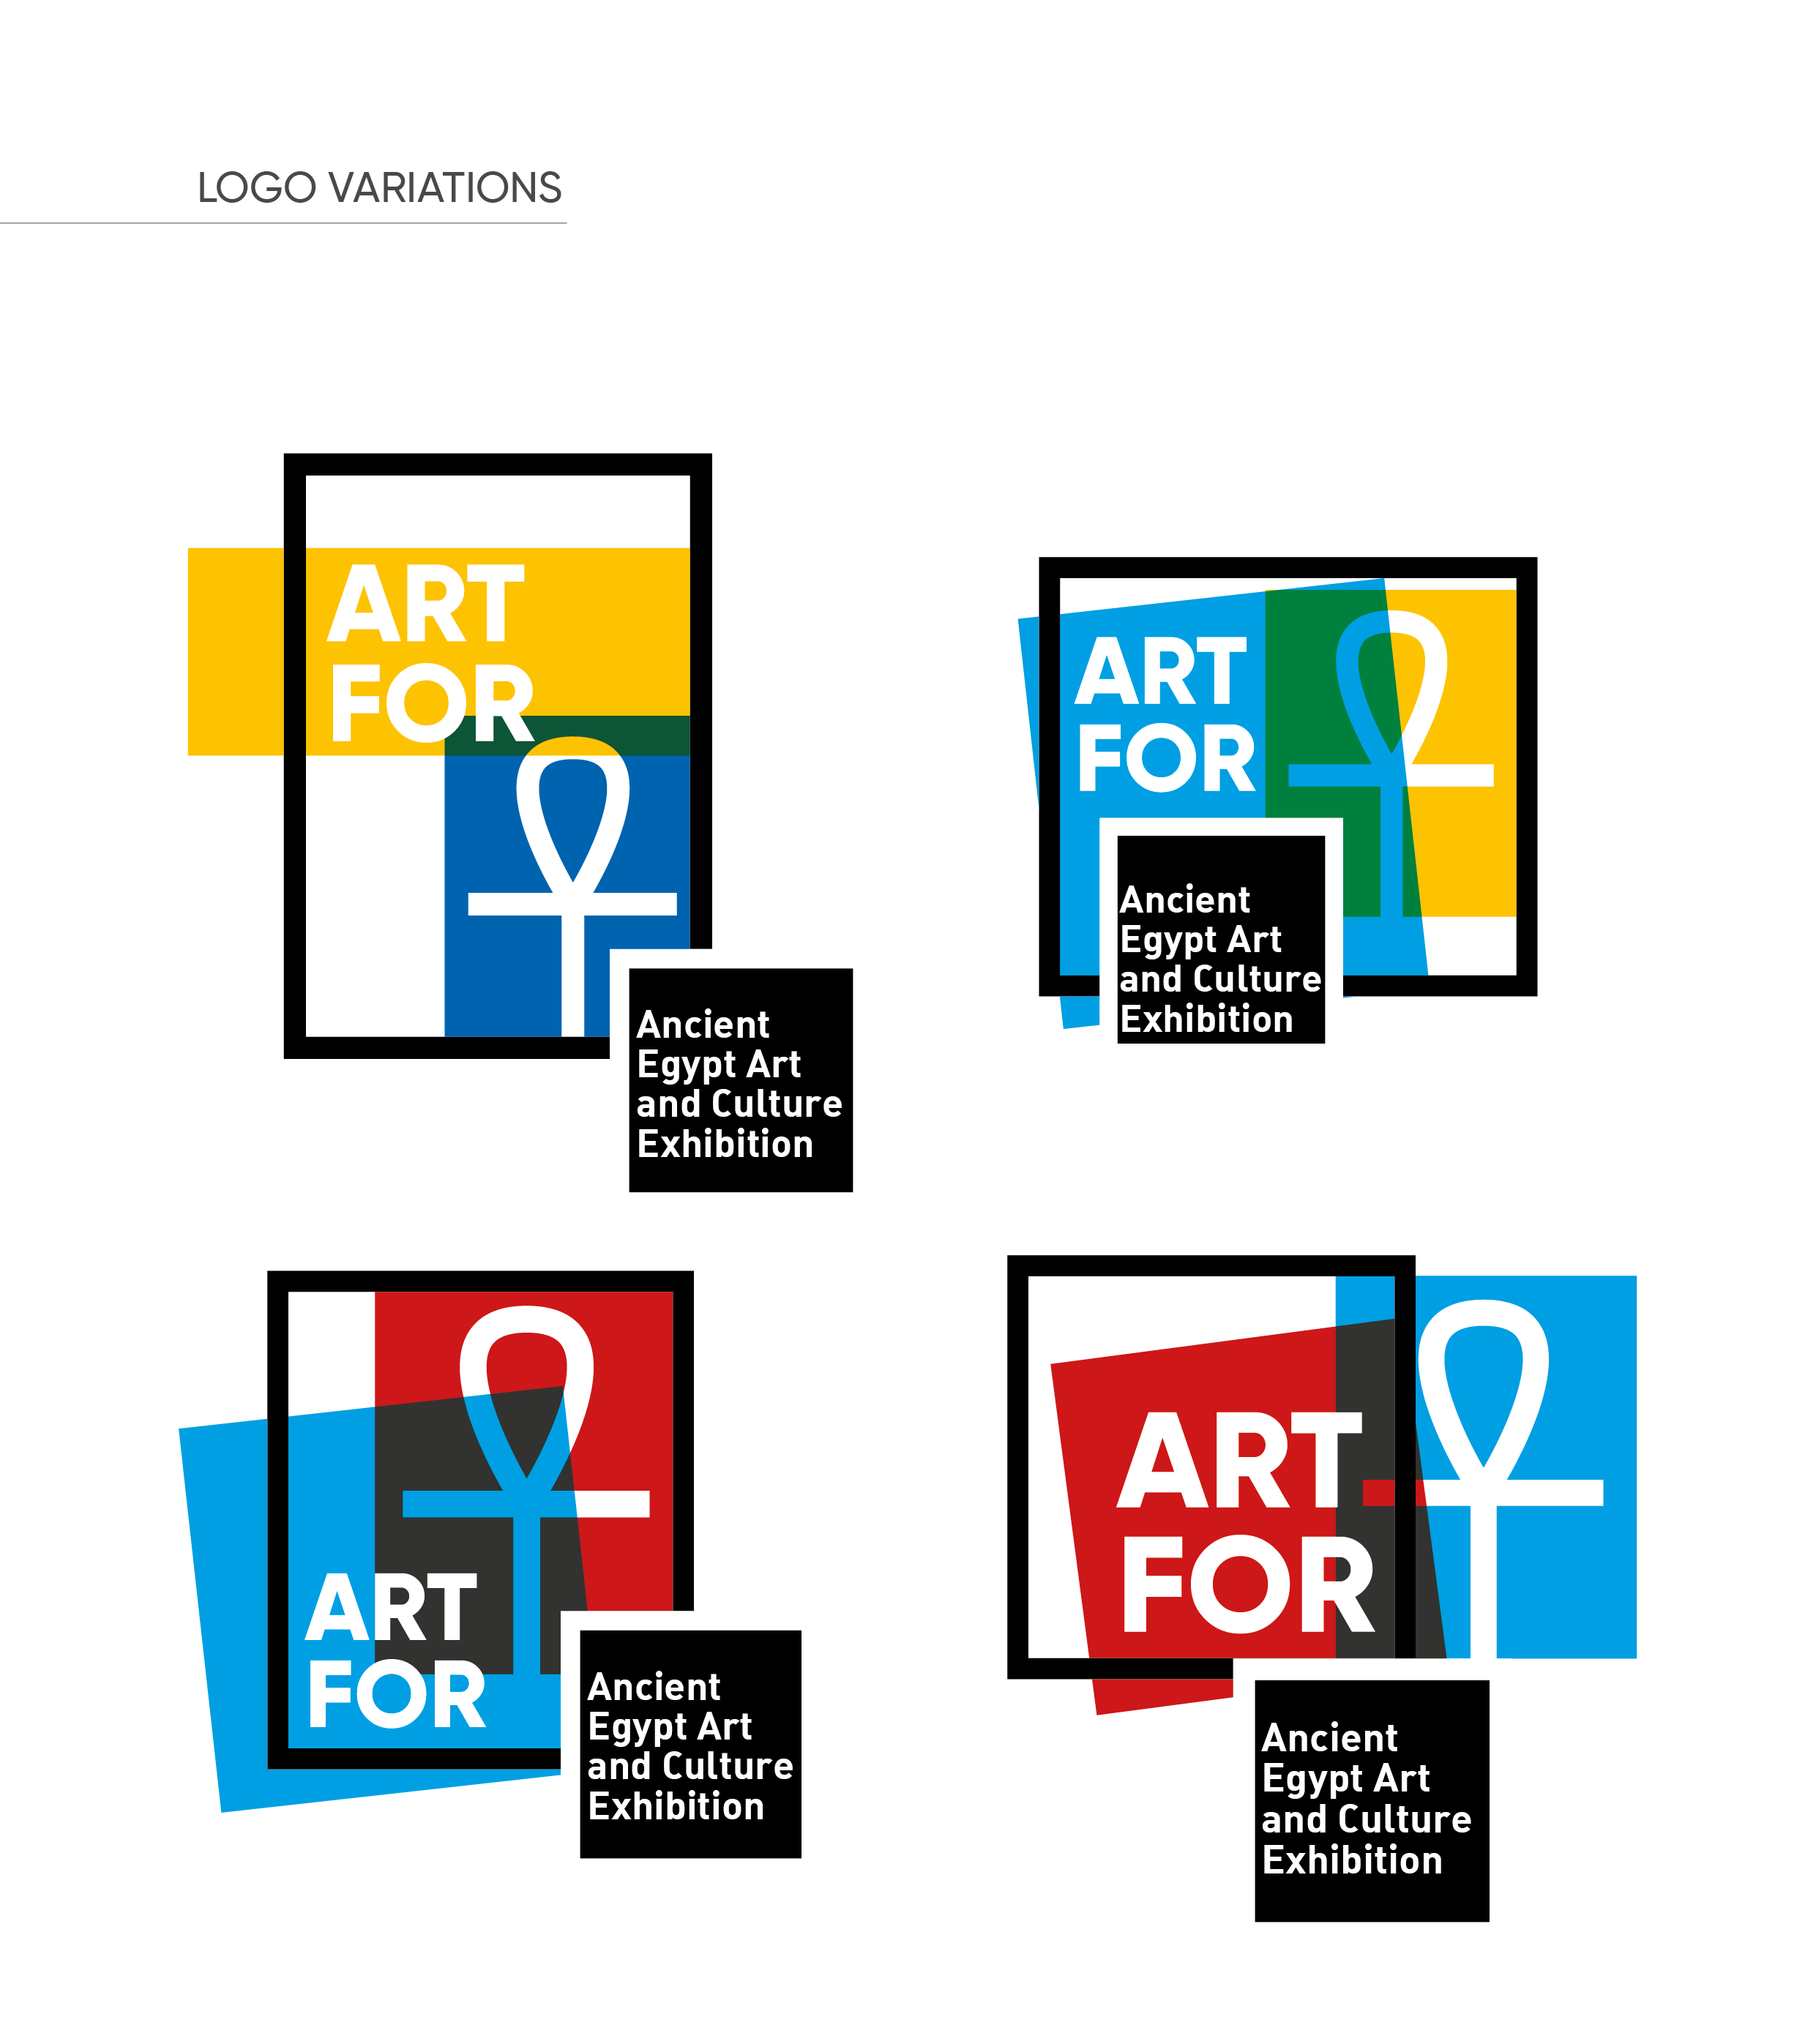 LOGO VARIATIONS
ART
FOR
Ancient
Egypt Art
and Culture
Exhibition
ART
FOR
Ancient
Egypt Art
and Culture
Exhibition
ART
FOR
Ancient
Egypt Art
and Culture
Exhibition
ART
FOR
Ancient
Egypt Art
and Culture
Exhibition